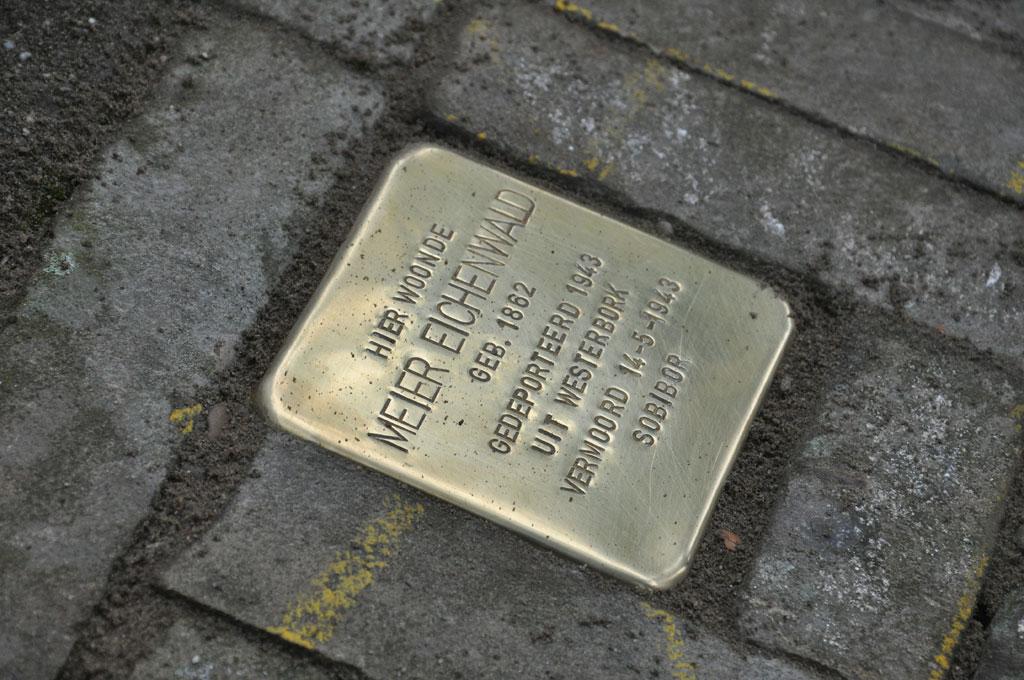 HIER WOONDE
MEIER EICHENWALD
GEB. 1862
GEDEPORTEERD 1943
UIT WESTERBORK
-VERMOORD 14-5-1943
SOBIBOR